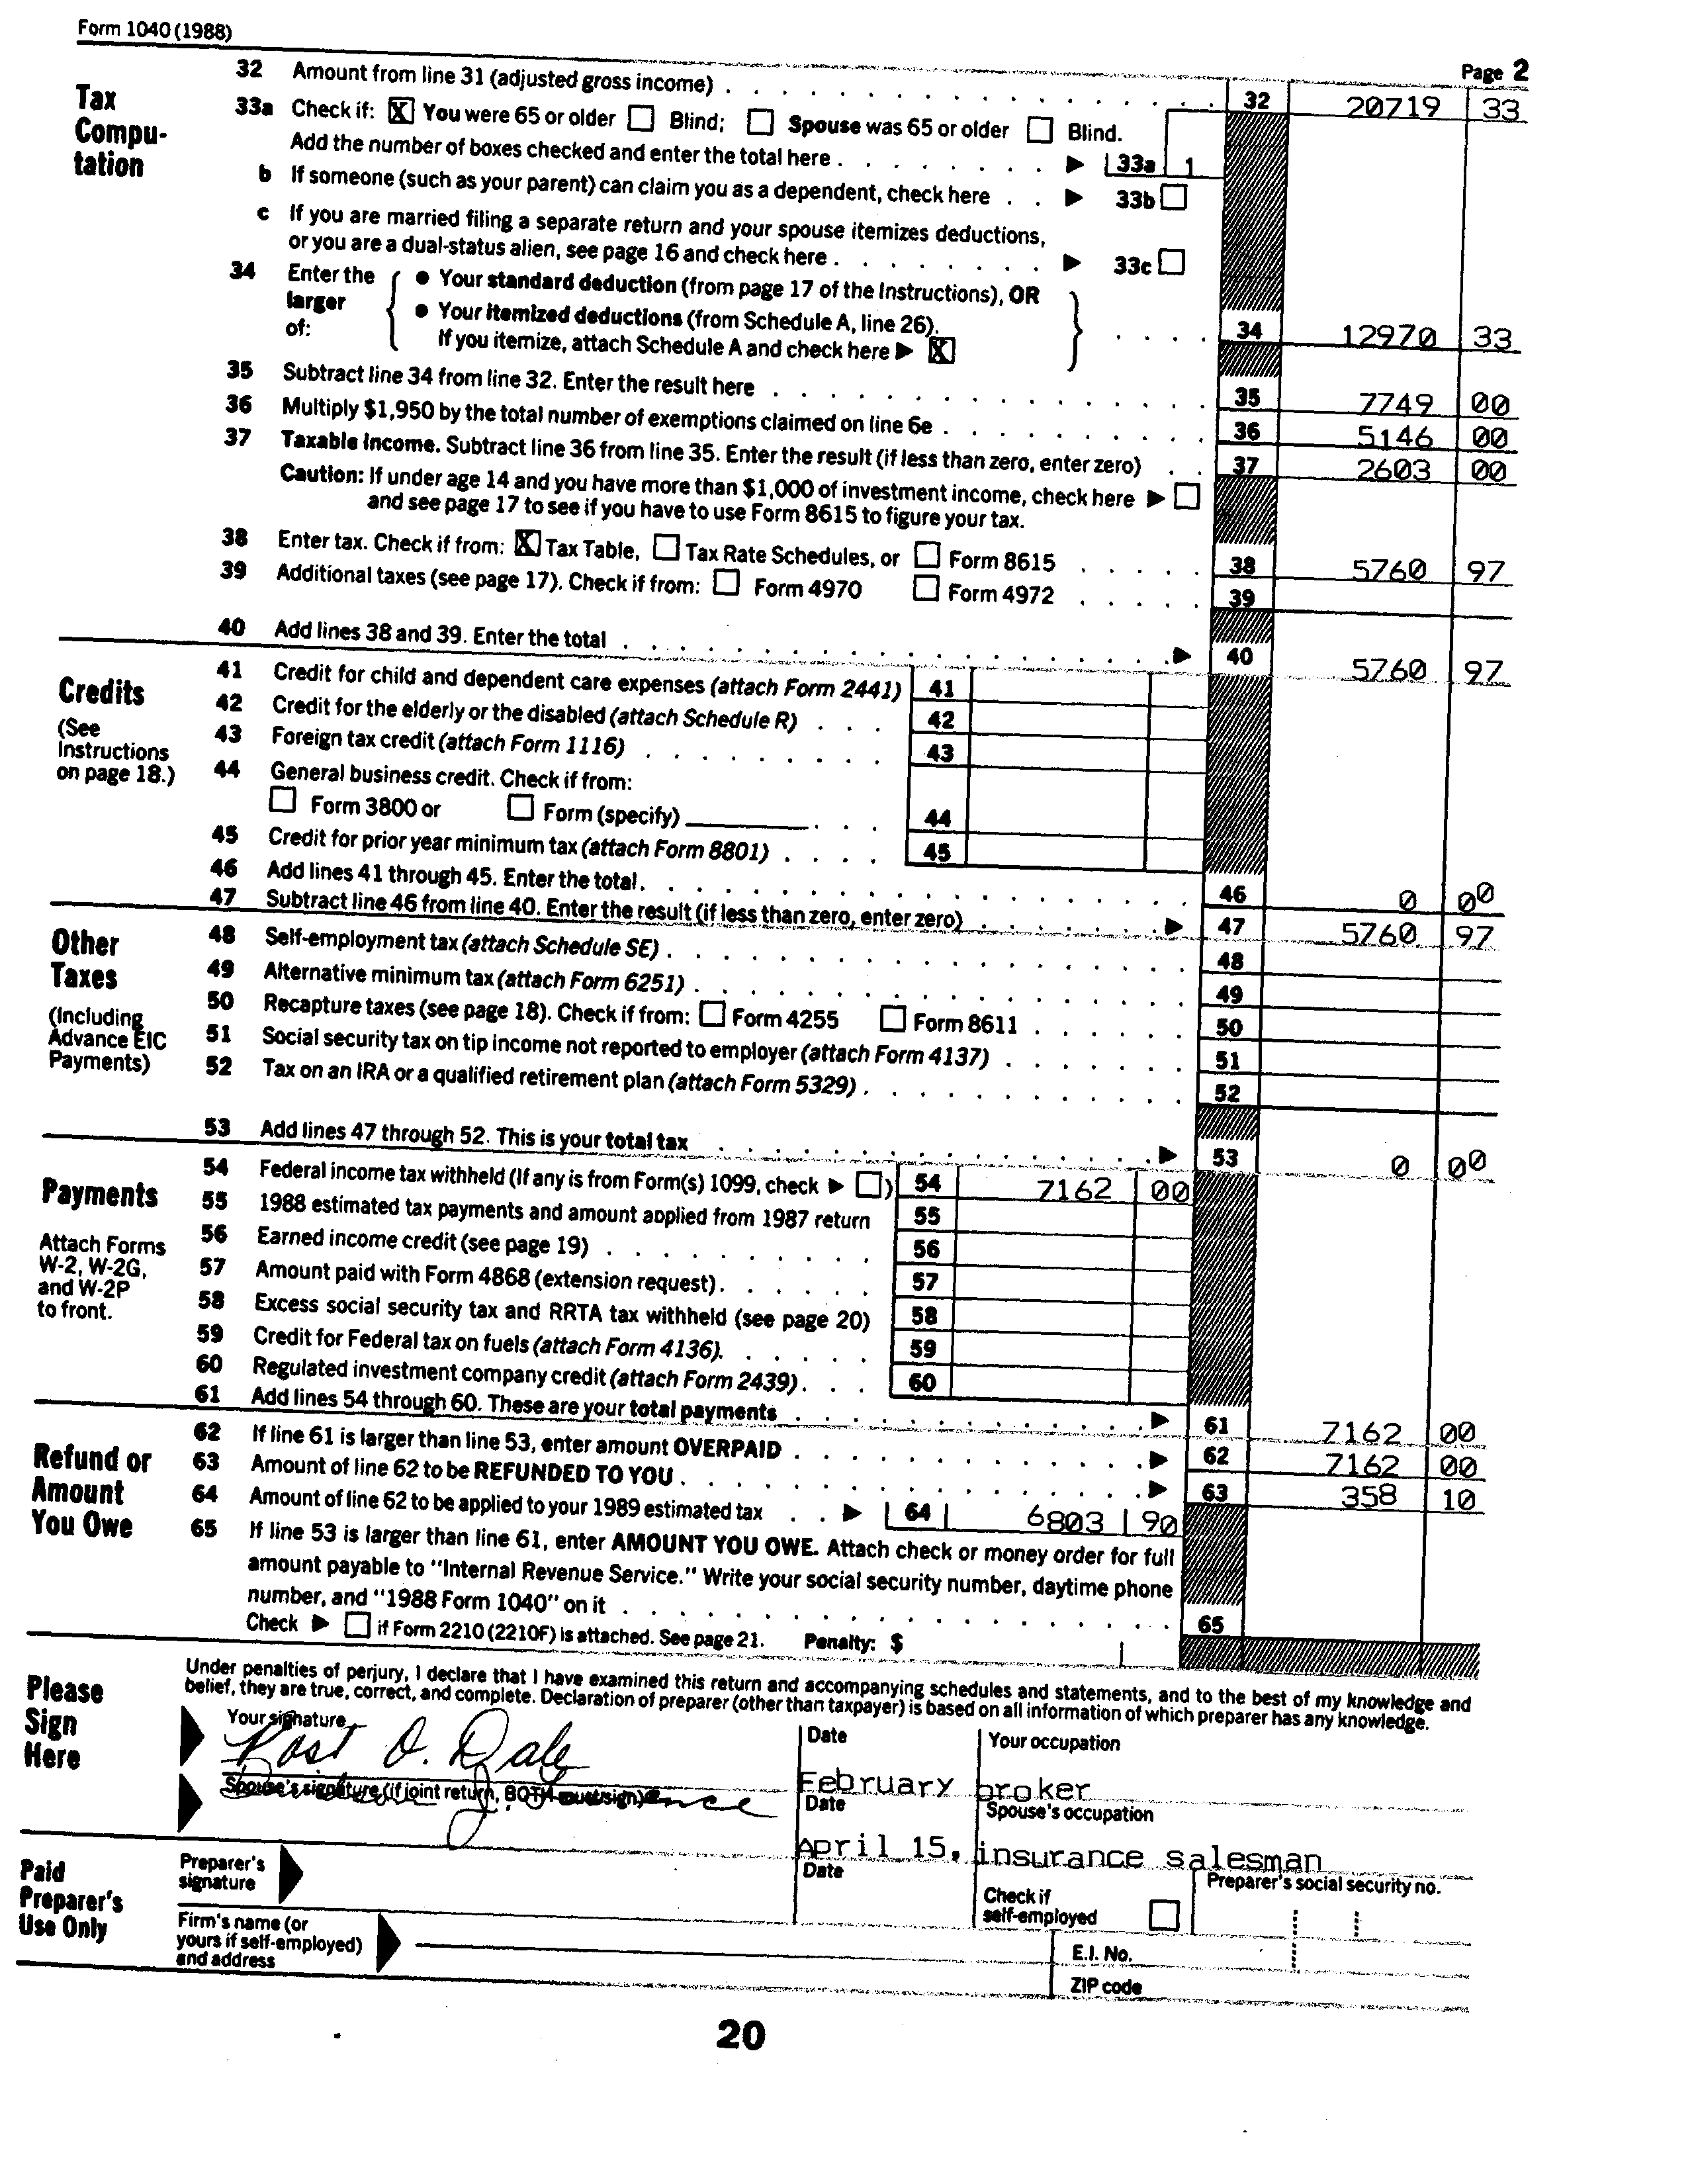 Form 1040 (1988)
Page 2
Tax Compu- tation
32 Amount from line 31 (adjusted gross income) . . . . 32 20719 33
33a Check if: [X] You were 65 or older [ ] Blind; [ ] Spouse was 65 or older [ ] Blind.
Add the number of boxes checked and enter the total here . . . . ▶ 33a 1
b If someone (such as your parent) can claim you as a dependent, check here . . ▶ 33b [ ]
c If you are married filing a separate return and your spouse itemizes deductions,
or you are a dual-status alien, see page 16 and check here . . . . ▶ 33c [ ]
34 Enter the larger of: { ● Your standard deduction (from page 17 of the Instructions), OR
● Your itemized deductions (from Schedule A, line 26).
If you itemize, attach Schedule A and check here ▶ [X] } . . . . 34 12970 33
35 Subtract line 34 from line 32. Enter the result here . . . . 35 7749 00
36 Multiply $1,950 by the total number of exemptions claimed on line 6e . . . . 36 5146 00
37 Taxable income. Subtract line 36 from line 35. Enter the result (if less than zero, enter zero) . . 37 2603 00
Caution: If under age 14 and you have more than $1,000 of investment income, check here ▶ [ ]
and see page 17 to see if you have to use Form 8615 to figure your tax.
38 Enter tax. Check if from: [X] Tax Table, [ ] Tax Rate Schedules, or [ ] Form 8615 . . . . 38 5760 97
39 Additional taxes (see page 17). Check if from: [ ] Form 4970 [ ] Form 4972 . . . . 39
40 Add lines 38 and 39. Enter the total . . . . ▶ 40 5760 97
Credits
(See Instructions on page 18.)
41 Credit for child and dependent care expenses (attach Form 2441) 41
42 Credit for the elderly or the disabled (attach Schedule R) . . . 42
43 Foreign tax credit (attach Form 1116) . . . . 43
44 General business credit. Check if from:
[ ] Form 3800 or [ ] Form (specify) ________ . . . 44
45 Credit for prior year minimum tax (attach Form 8801) . . . . 45
46 Add lines 41 through 45. Enter the total . . . . 46 0 00
47 Subtract line 46 from line 40. Enter the result (if less than zero, enter zero) . . . . ▶ 47 5760 97
Other Taxes
(Including Advance EIC Payments)
48 Self-employment tax (attach Schedule SE) . . . . 48
49 Alternative minimum tax (attach Form 6251) . . . . 49
50 Recapture taxes (see page 18). Check if from: [ ] Form 4255 [ ] Form 8611 . . . . 50
51 Social security tax on tip income not reported to employer (attach Form 4137) . . . . 51
52 Tax on an IRA or a qualified retirement plan (attach Form 5329) . . . . 52
53 Add lines 47 through 52. This is your total tax . . . . ▶ 53 0 00
Payments
Attach Forms W-2, W-2G, and W-2P to front.
54 Federal income tax withheld (If any is from Form(s) 1099, check ▶ [ ]) 54 7162 00
55 1988 estimated tax payments and amount applied from 1987 return 55
56 Earned income credit (see page 19) . . . . 56
57 Amount paid with Form 4868 (extension request) . . . . 57
58 Excess social security tax and RRTA tax withheld (see page 20) 58
59 Credit for Federal tax on fuels (attach Form 4136). . . . . 59
60 Regulated investment company credit (attach Form 2439) . . . 60
61 Add lines 54 through 60. These are your total payments . . . . ▶ 61 7162 00
Refund or Amount You Owe
62 If line 61 is larger than line 53, enter amount OVERPAID . . . . ▶ 62 7162 00
63 Amount of line 62 to be REFUNDED TO YOU . . . . ▶ 63 358 10
64 Amount of line 62 to be applied to your 1989 estimated tax . . ▶ 64 6803 90
65 If line 53 is larger than line 61, enter AMOUNT YOU OWE. Attach check or money order for full
amount payable to "Internal Revenue Service." Write your social security number, daytime phone
number, and "1988 Form 1040" on it . . . . 65
Check ▶ [ ] if Form 2210 (2210F) is attached. See page 21. Penalty: $
Please Sign Here
Under penalties of perjury, I declare that I have examined this return and accompanying schedules and statements, and to the best of my knowledge and
belief, they are true, correct, and complete. Declaration of preparer (other than taxpayer) is based on all information of which preparer has any knowledge.
Your signature Date Your occupation
Rost O. Dale February broker
Spouse's signature (if joint return, BOTH must sign) Date Spouse's occupation
April 15, insurance salesman
Paid Preparer's Use Only
Preparer's signature Date Check if self-employed [ ] Preparer's social security no.
Firm's name (or yours if self-employed) and address
E.I. No.
ZIP code
20